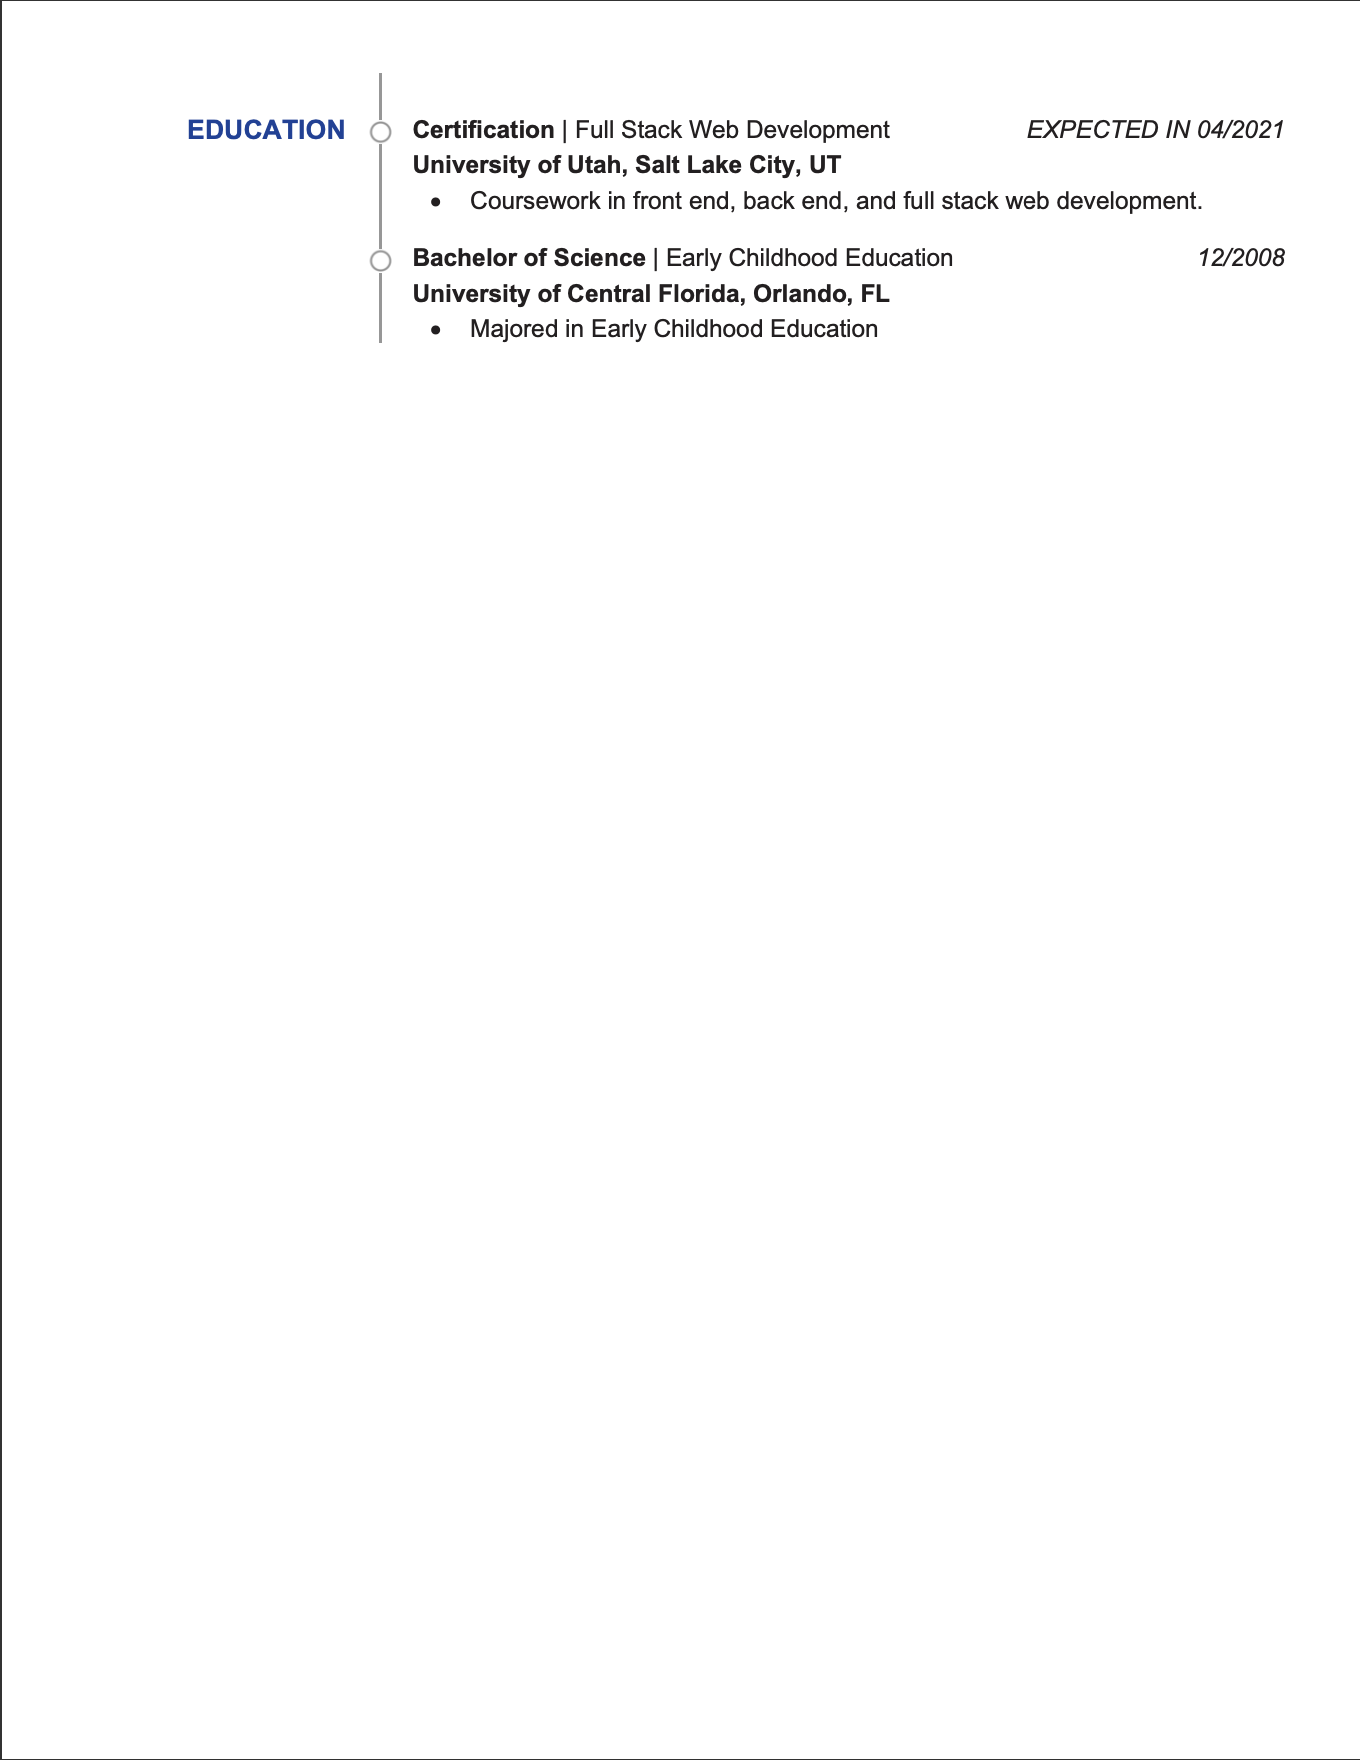 EDUCATION
Certification | Full Stack Web Development EXPECTED IN 04/2021
University of Utah, Salt Lake City, UT
• Coursework in front end, back end, and full stack web development.
Bachelor of Science | Early Childhood Education 12/2008
University of Central Florida, Orlando, FL
• Majored in Early Childhood Education